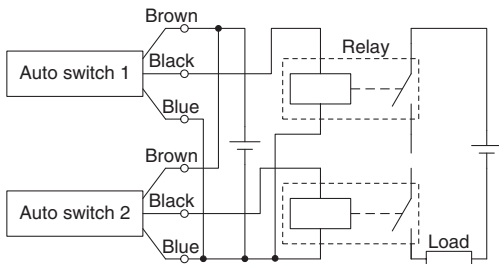 Brown
Auto switch 1
Black
Blue
Relay
Brown
Auto switch 2
Black
Blue
Load